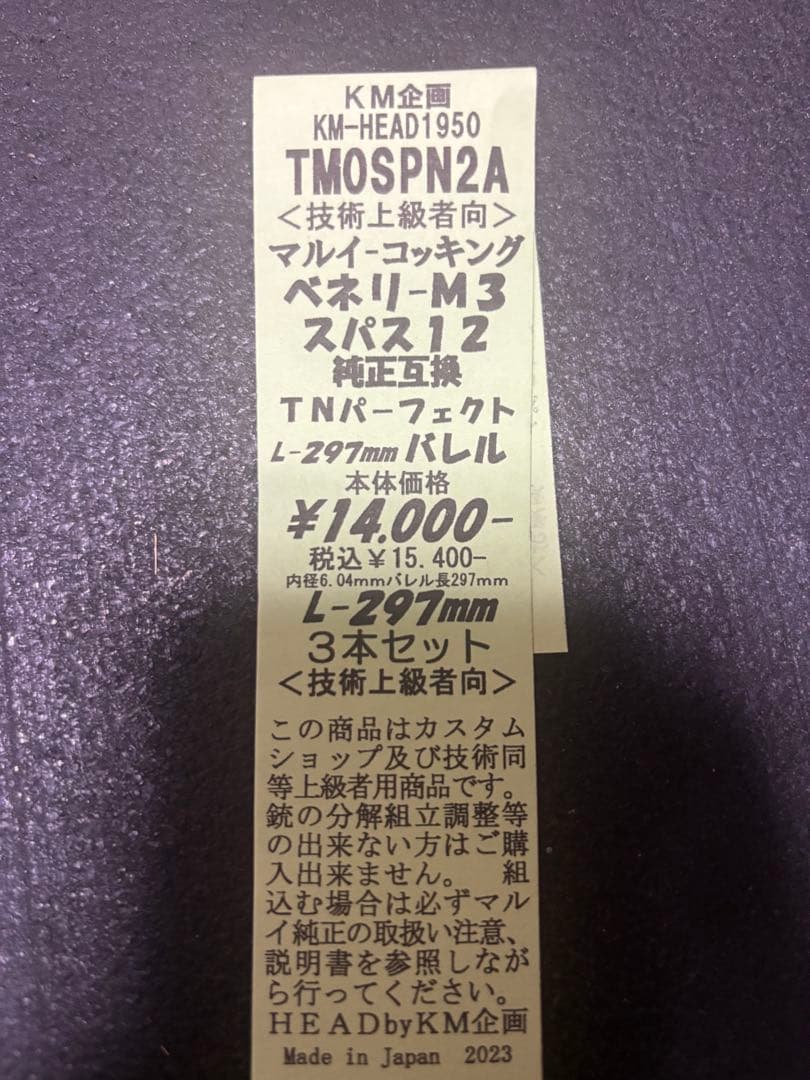 KM企画
KM-HEAD1950
TM0SPN2A
＜技術上級者向＞
マルイ-コッキング
ベネリ-M3
スパス12
純正互換
TNパーフェクト
L-297mmバレル
本体価格
¥14.000-
税込¥15.400-
内径6.04mmバレル長297mm
L-297mm
3本セット
＜技術上級者向＞
この商品はカスタム
ショップ及び技術同
等上級者用商品です。
銃の分解組立調整等
の出来ない方はご購
入出来ません。　組
込む場合は必ずマル
イ純正の取扱い注意、
説明書を参照しなが
ら行ってください。
HEADbyKM企画
Made in Japan 2023